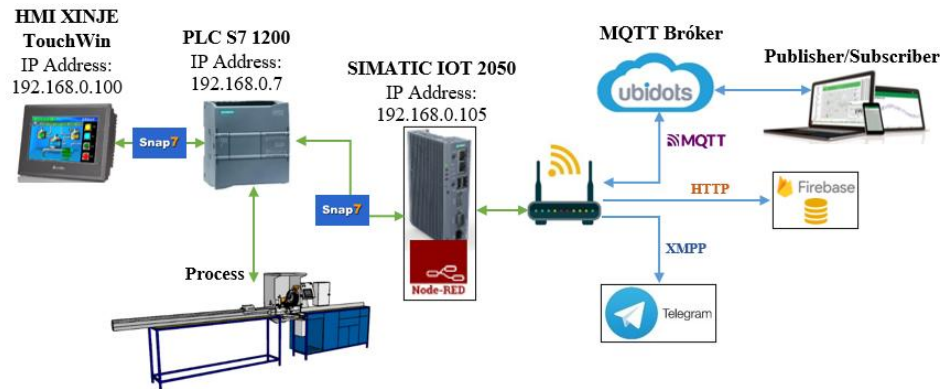 HMI XINJE
TouchWin
IP Address:
192.168.0.100
PLC S7 1200
IP Address:
192.168.0.7
SIMATIC IOT 2050
IP Address:
192.168.0.105
MQTT Bróker
Publisher/Subscriber
ubidots
Snap7
Snap7
MQTT
HTTP
Firebase
XMPP
Process
Node-RED
Telegram